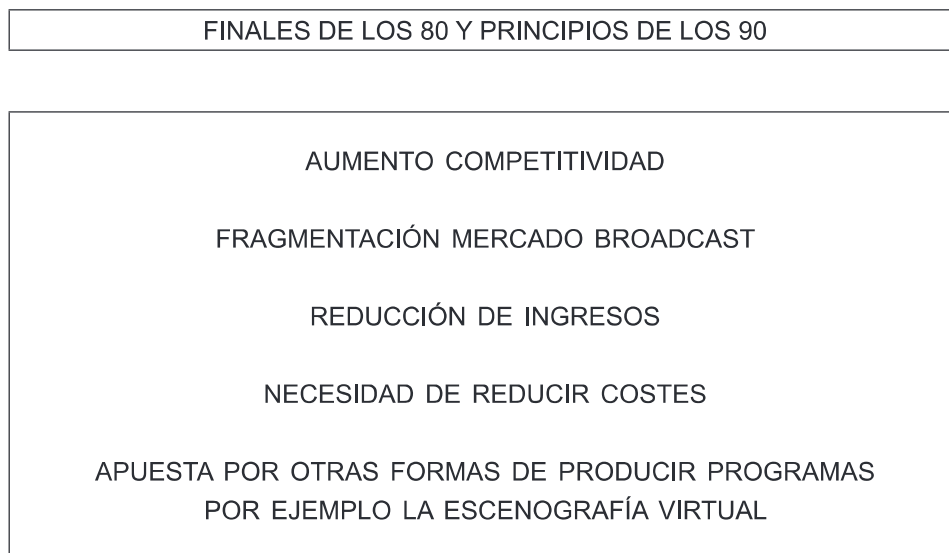 FINALES DE LOS 80 Y PRINCIPIOS DE LOS 90
AUMENTO COMPETITIVIDAD
FRAGMENTACIÓN MERCADO BROADCAST
REDUCCIÓN DE INGRESOS
NECESIDAD DE REDUCIR COSTES
APUESTA POR OTRAS FORMAS DE PRODUCIR PROGRAMAS
POR EJEMPLO LA ESCENOGRAFÍA VIRTUAL